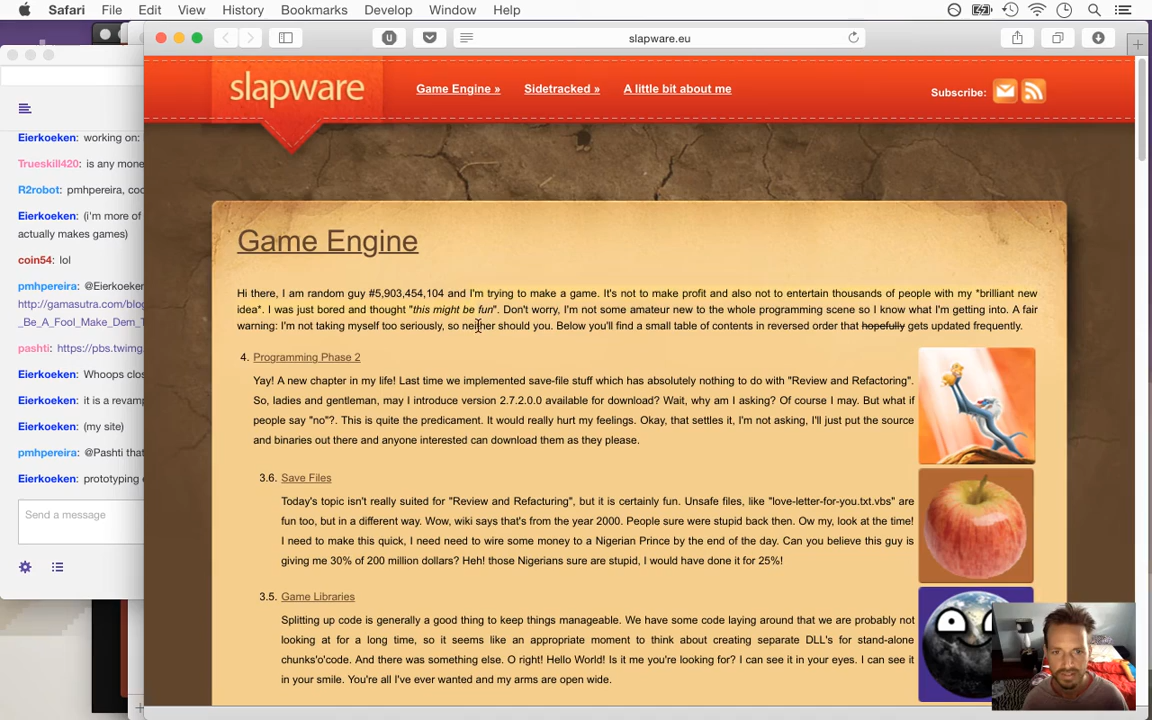 Safari File Edit View History Bookmarks Develop Window Help
slapware.eu
slapware
Game Engine » Sidetracked » A little bit about me
Subscribe:
Eierkoeken: working on:
Trueskill420: is any mone
R2robot: pmhpereira, coo
Eierkoeken: (i'm more of
actually makes games)
coin54: lol
pmhpereira: @Eierkoeke
http://gamasutra.com/blog
_Be_A_Fool_Make_Dem_T
pashti: https://pbs.twimg
Eierkoeken: Whoops clos
Eierkoeken: it is a revamp
Eierkoeken: (my site)
pmhpereira: @Pashti that
Eierkoeken: prototyping
Send a message
Game Engine
Hi there, I am random guy #5,903,454,104 and I'm trying to make a game. It's not to make profit and also not to entertain thousands of people with my *brilliant new
idea*. I was just bored and thought "this might be fun". Don't worry, I'm not some amateur new to the whole programming scene so I know what I'm getting into. A fair
warning: I'm not taking myself too seriously, so neither should you. Below you'll find a small table of contents in reversed order that hopefully gets updated frequently.
4. Programming Phase 2
Yay! A new chapter in my life! Last time we implemented save-file stuff which has absolutely nothing to do with "Review and Refactoring".
So, ladies and gentleman, may I introduce version 2.7.2.0.0 available for download? Wait, why am I asking? Of course I may. But what if
people say "no"?. This is quite the predicament. It would really hurt my feelings. Okay, that settles it, I'm not asking, I'll just put the source
and binaries out there and anyone interested can download them as they please.
3.6. Save Files
Today's topic isn't really suited for "Review and Refacturing", but it is certainly fun. Unsafe files, like "love-letter-for-you.txt.vbs" are
fun too, but in a different way. Wow, wiki says that's from the year 2000. People sure were stupid back then. Ow my, look at the time!
I need to make this quick, I need need to wire some money to a Nigerian Prince by the end of the day. Can you believe this guy is
giving me 30% of 200 million dollars? Heh! those Nigerians sure are stupid, I would have done it for 25%!
3.5. Game Libraries
Splitting up code is generally a good thing to keep things manageable. We have some code laying around that we are probably not
looking at for a long time, so it seems like an appropriate moment to think about creating separate DLL's for stand-alone
chunks'o'code. And there was something else. O right! Hello World! Is it me you're looking for? I can see it in your eyes. I can see it
in your smile. You're all I've ever wanted and my arms are open wide.